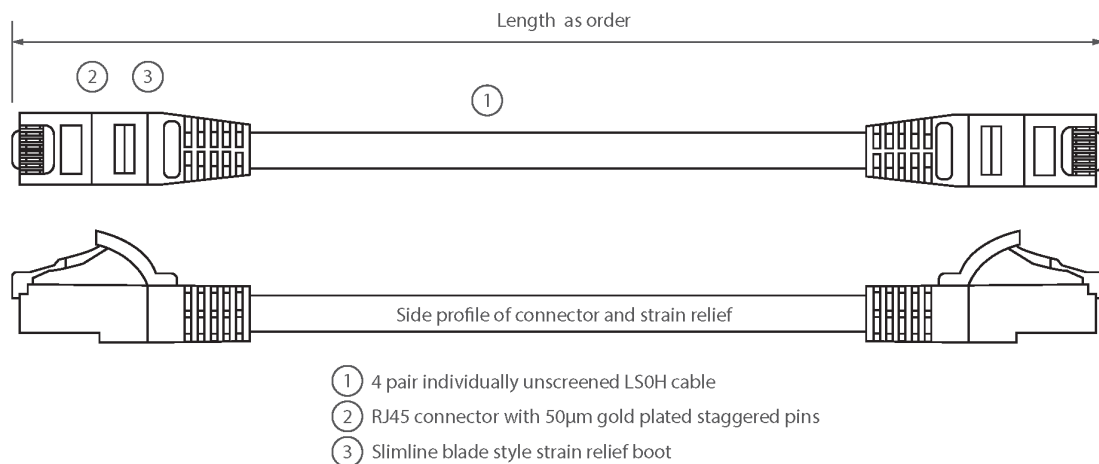 Length as order
2
3
1
Side profile of connector and strain relief
1 4 pair individually unscreened LS0H cable
2 RJ45 connector with 50µm gold plated staggered pins
3 Slimline blade style strain relief boot